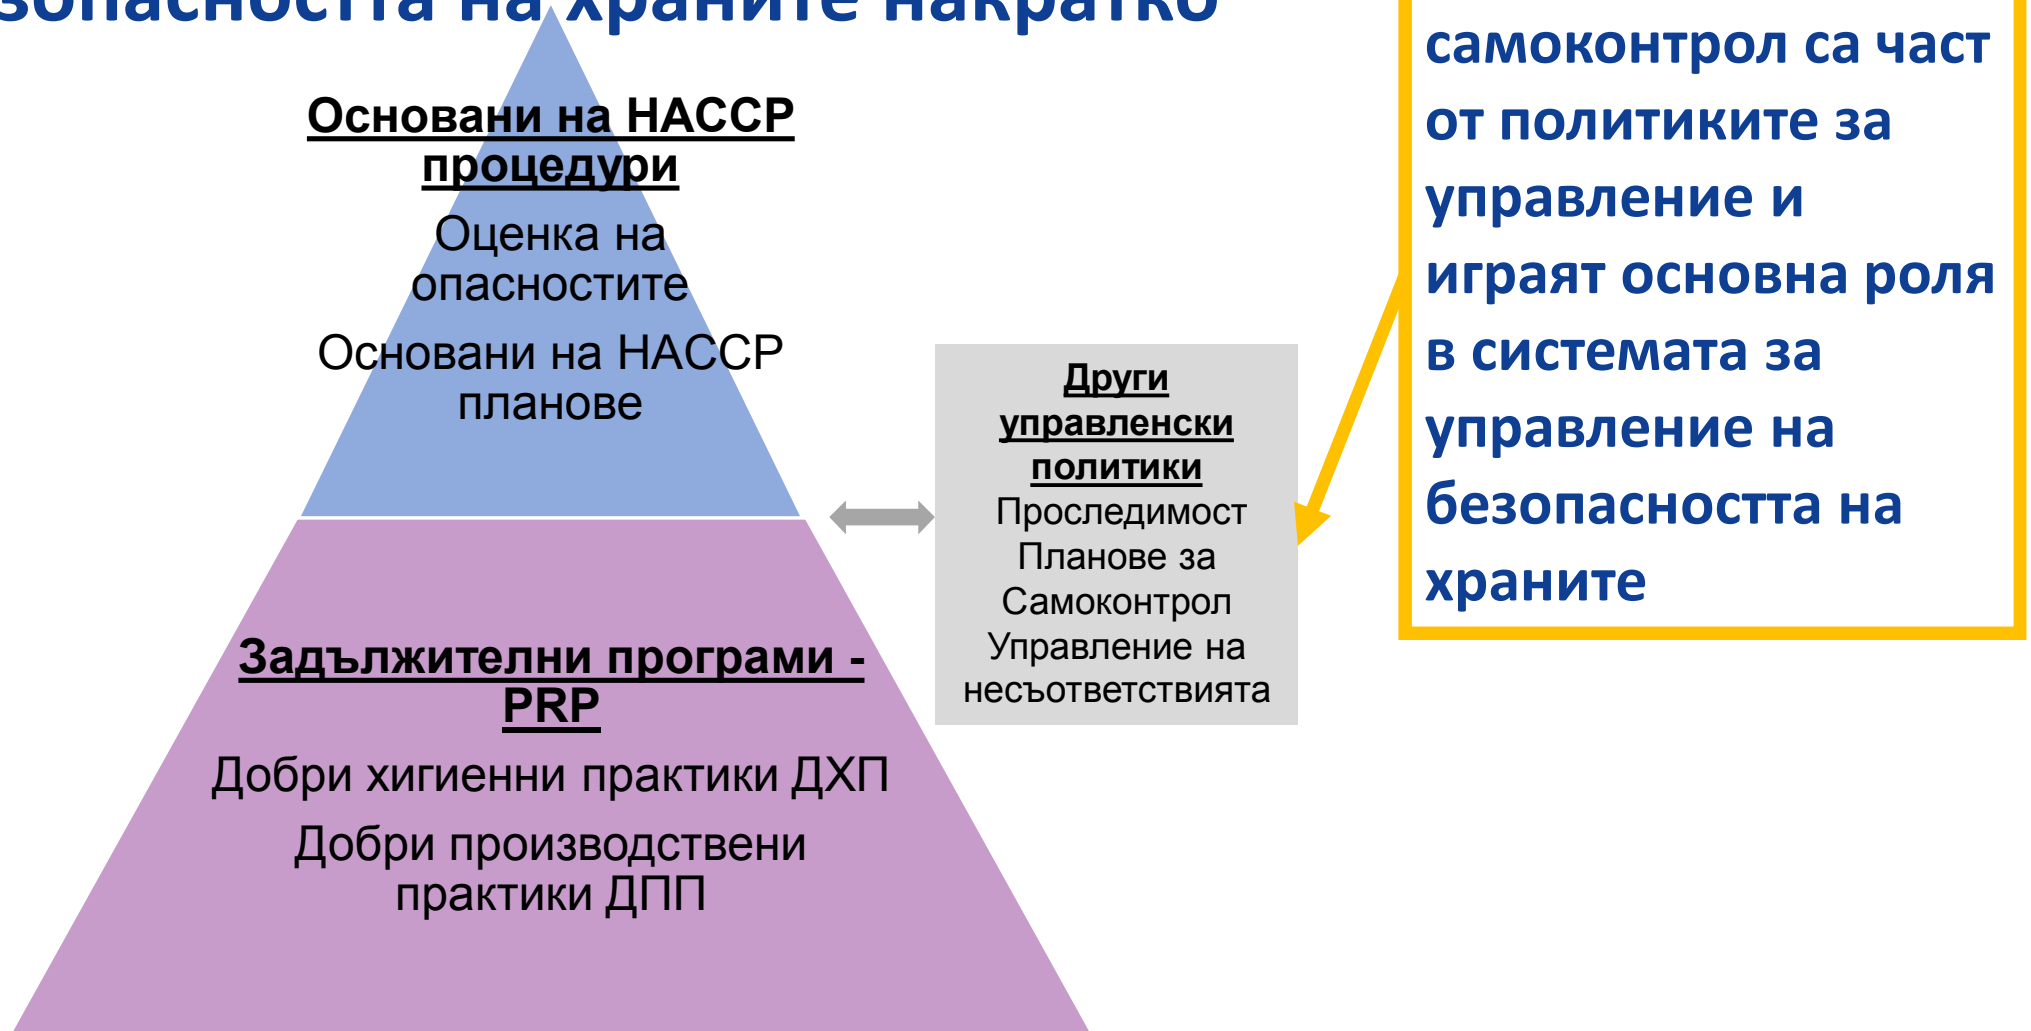 зопасността на храните накратко
Основани на НАССР
процедури
Оценка на
опасностите
Основани на НАССР
планове
Задължителни програми -
PRP
Добри хигиенни практики ДХП
Добри производствени
практики ДПП
Други
управленски
политики
Проследимост
Планове за
Самоконтрол
Управление на
несъответствията
самоконтрол са част
от политиките за
управление и
играят основна роля
в системата за
управление на
безопасността на
храните